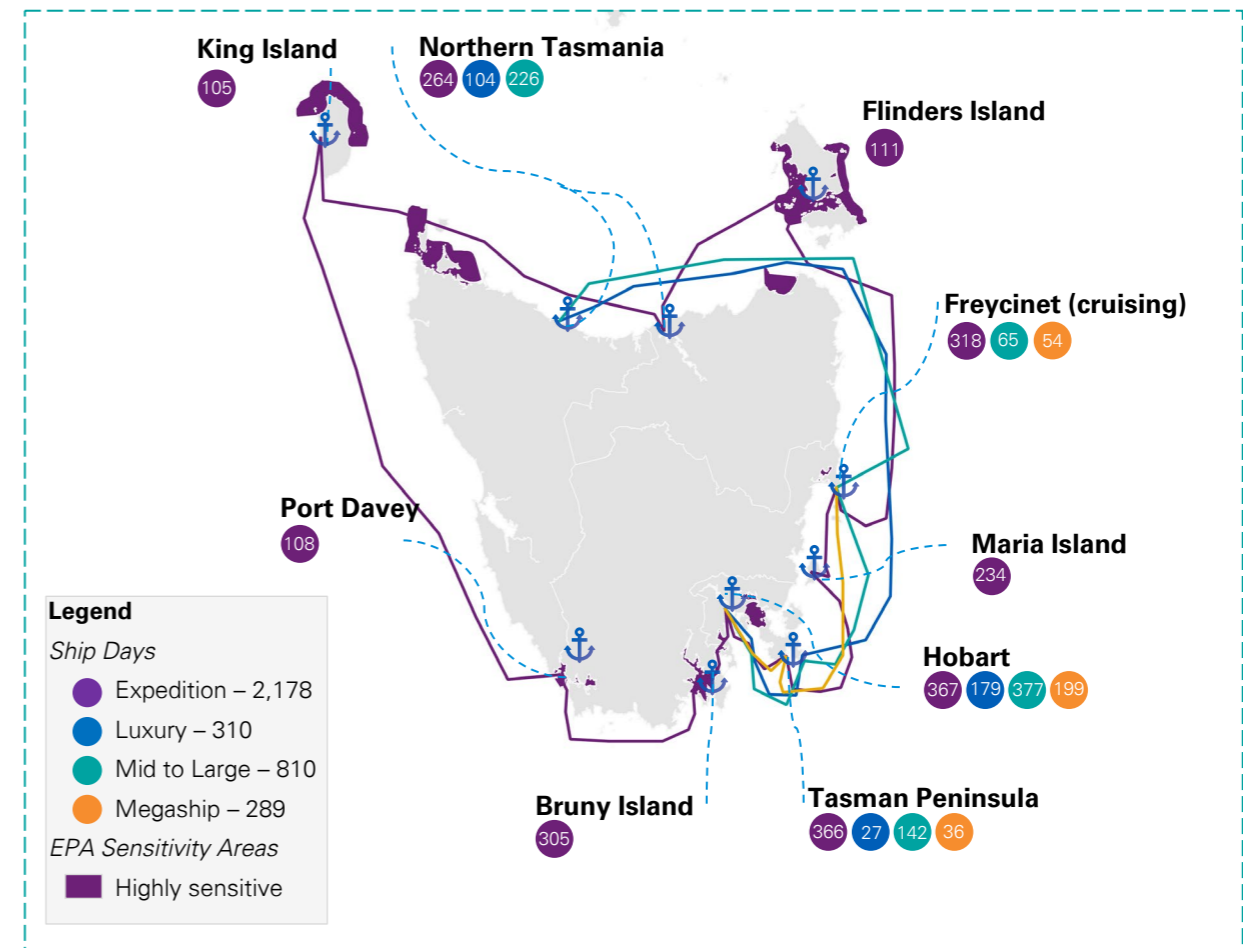 King Island
105
Northern Tasmania
264 104 226
Flinders Island
111
Freycinet (cruising)
318 65 54
Port Davey
108
Maria Island
234
Hobart
367 179 377 199
Bruny Island
305
Tasman Peninsula
366 27 142 36
Legend
Ship Days
Expedition – 2,178
Luxury – 310
Mid to Large – 810
Megaship – 289
EPA Sensitivity Areas
Highly sensitive